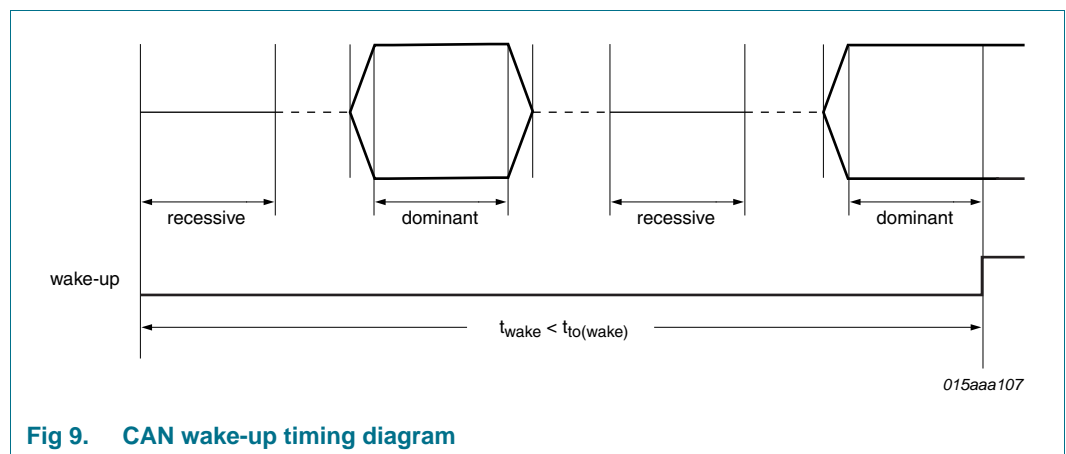 recessive dominant recessive dominant
wake-up
twake < tto(wake)
015aaa107
Fig 9. CAN wake-up timing diagram